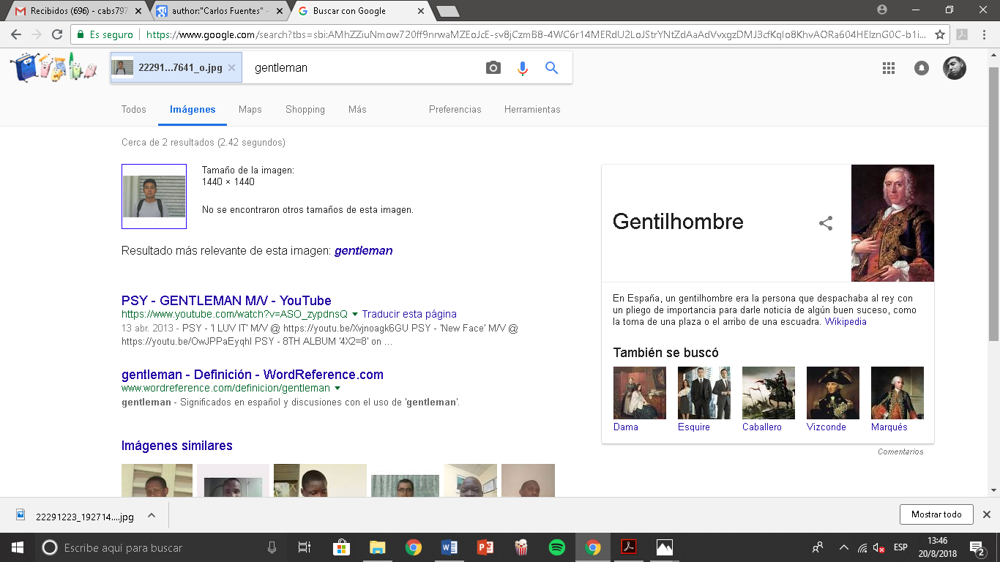 Recibidos (696) - cabs797
author:"Carlos Fuentes" -
Buscar con Google
Es seguro
https://www.google.com/search?tbs=sbi:AMhZZiuNmow720ff9nrwaMZEoJcE-sv8jCzmB8-4WC6r14MERdU2LoJStrYNtZdAaAdVvxgzDMJ3cfKqIo8KhvAORa604HEIznG0C-b1i...
22291...7641_o.jpg
gentleman
Todos
Imágenes
Maps
Shopping
Más
Preferencias
Herramientas
Cerca de 2 resultados (2.42 segundos)
Tamaño de la imagen:
1440 × 1440
No se encontraron otros tamaños de esta imagen.
Resultado más relevante de esta imagen: gentleman
PSY - GENTLEMAN M/V - YouTube
https://www.youtube.com/watch?v=ASO_zypdnsQ Traducir esta página
13 abr. 2013 - PSY - 'I LUV IT' M/V @ https://youtu.be/Xvjnoagk6GU PSY - 'New Face' M/V @
https://youtu.be/OwJPPaEyqhI PSY - 8TH ALBUM '4X2=8' on ...
gentleman - Definición - WordReference.com
www.wordreference.com/definicion/gentleman
gentleman - Significados en español y discusiones con el uso de 'gentleman'.
Imágenes similares
Gentilhombre
En España, un gentilhombre era la persona que despachaba al rey con
un pliego de importancia para darle noticia de algún buen suceso, como
la toma de una plaza o el arribo de una escuadra. Wikipedia
También se buscó
Dama
Esquire
Caballero
Vizconde
Marqués
Comentarios
22291223_192714....jpg
Mostrar todo
Escribe aquí para buscar
ESP
13:46
20/8/2018
2